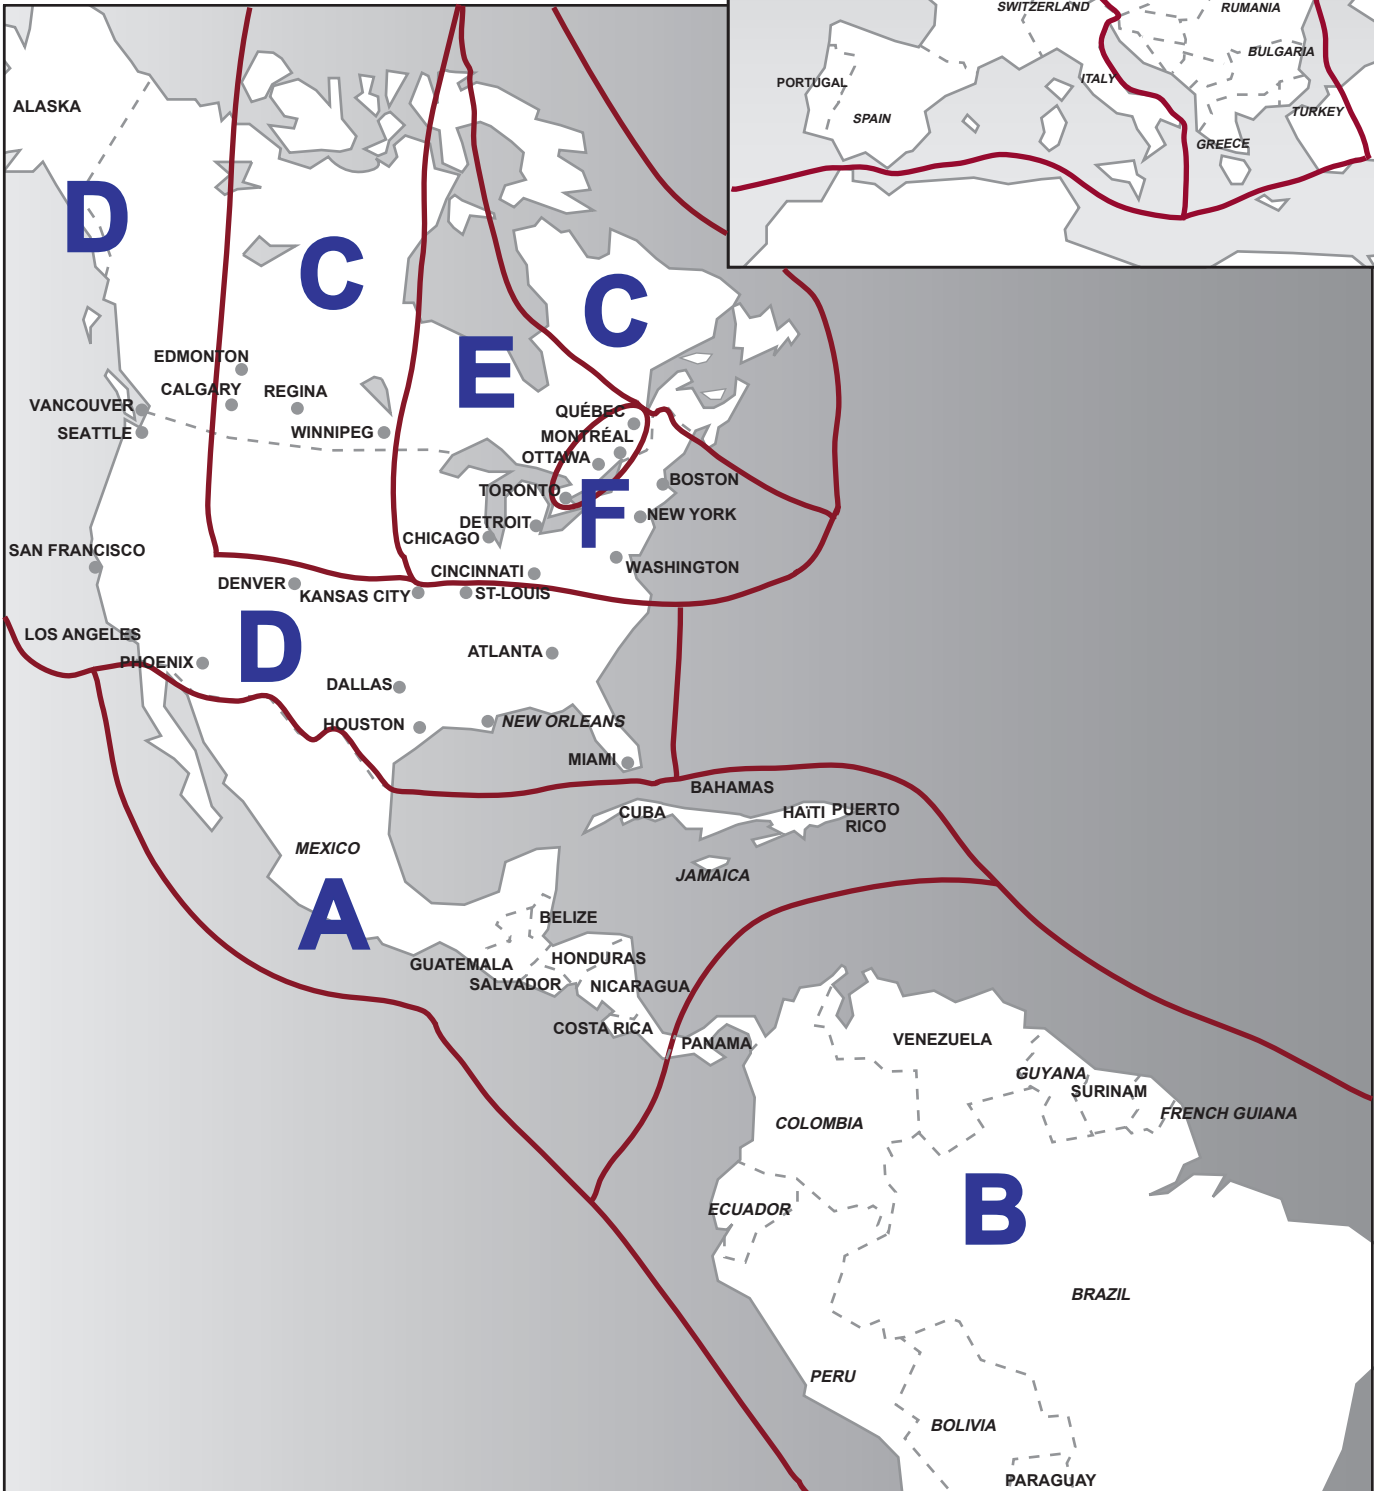 SWITZERLAND
RUMANIA
BULGARIA
ITALY
PORTUGAL
SPAIN
TURKEY
GREECE
ALASKA
D
C
C
E
EDMONTON
CALGARY
REGINA
VANCOUVER
SEATTLE
WINNIPEG
QUÉBEC
MONTRÉAL
OTTAWA
TORONTO
F
BOSTON
NEW YORK
DETROIT
CHICAGO
SAN FRANCISCO
CINCINNATI
WASHINGTON
DENVER
KANSAS CITY
ST-LOUIS
LOS ANGELES
PHOENIX
D
ATLANTA
DALLAS
HOUSTON
NEW ORLEANS
MIAMI
BAHAMAS
CUBA
HAïTI
PUERTO
RICO
MEXICO
JAMAICA
A
BELIZE
GUATEMALA
HONDURAS
SALVADOR
NICARAGUA
COSTA RICA
PANAMA
VENEZUELA
GUYANA
SURINAM
FRENCH GUIANA
COLOMBIA
ECUADOR
B
BRAZIL
PERU
BOLIVIA
PARAGUAY